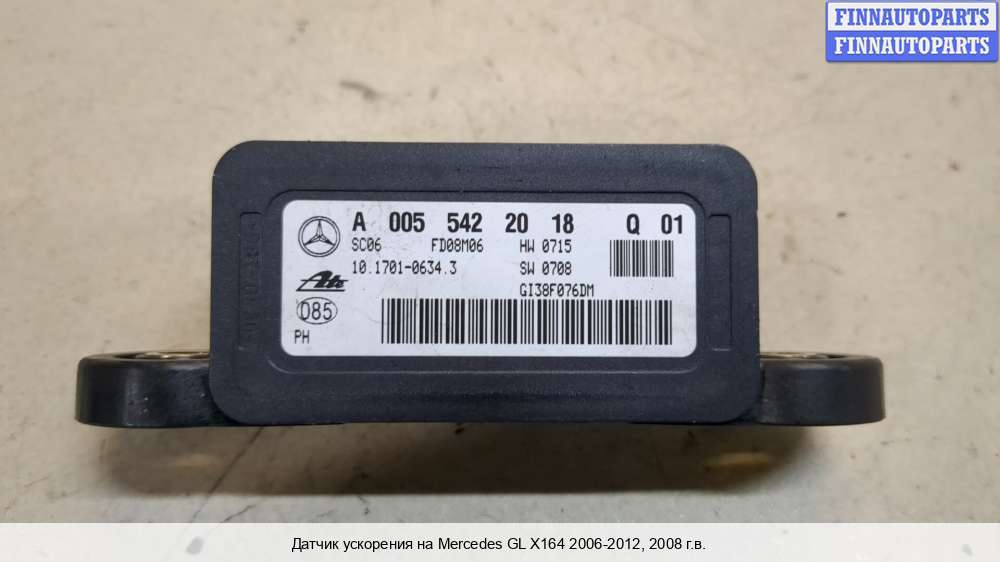 FINNAUTOPARTS
FINNAUTOPARTS
A 005 542 20 18 Q 01
SC06 FD08M06 HW 0715
10.1701-0634.3 SW 0708
Ate GI38F076DM
085
PH
Датчик ускорения на Mercedes GL X164 2006-2012, 2008 г.в.